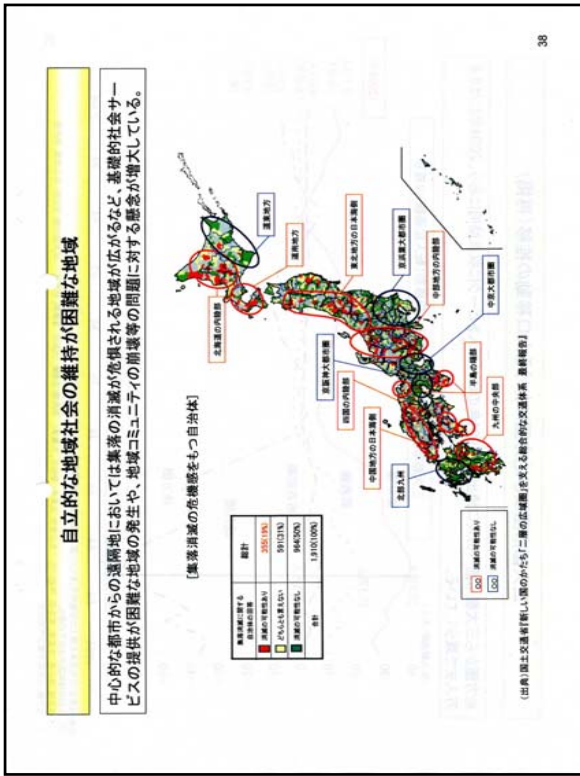 自立的な地域社会の維持が困難な地域
中心的な都市からの遠隔地においては集落の消滅が危惧される地域が広がるなど、基礎的社会サー
ビスの提供が困難な地域の発生や、地域コミュニティの崩壊等の問題に対する懸念が増大している。
[集落消滅の危機感をもつ自治体]
集落消滅に関する
自治体の回答
総計
消滅の可能性あり
355(19%)
どちらとも言えない
591(31%)
消滅の可能性なし
964(50%)
合計
1,910(100%)
北海道の内陸部
道東地方
道南地方
東北地方の日本海側
京浜葉大都市圏
中部地方の内陸部
中京大都市圏
京阪神大都市圏
四国の内陸部
中国地方の日本海側
北部九州
半島の端部
九州の中央部
○○ 消滅の可能性あり
○○ 消滅の可能性なし
(出典)国土交通省『新しい国のかたち「二層の広域圏」を支える総合的な交通体系 最終報告』
38